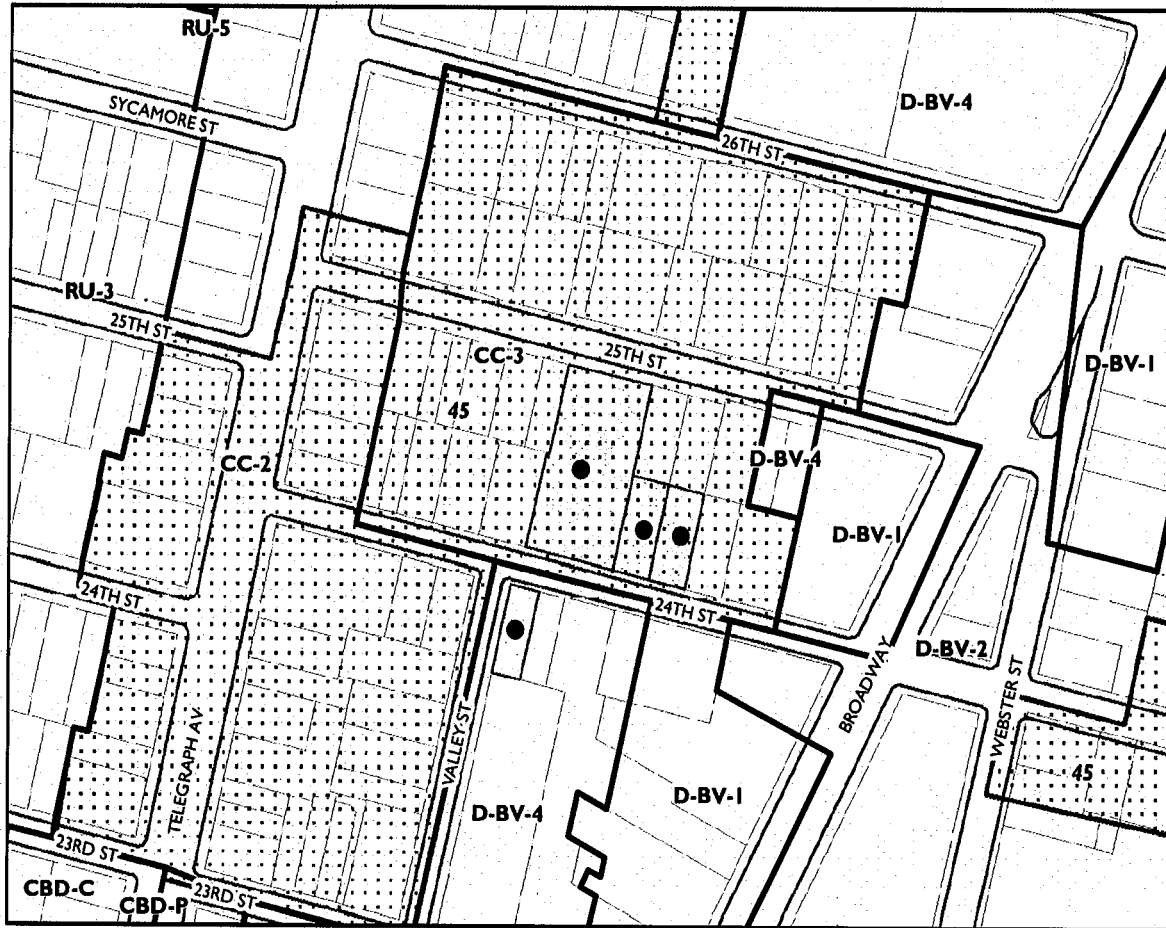 RU-5
SYCAMORE ST
D-BV-4
26TH ST
RU-3
25TH ST
CC-3
25TH ST
D-BV-1
45
CC-2
D-BV-4
D-BV-1
24TH ST
24TH ST
D-BV-2
BROADWAY
WEBSTER ST
TELEGRAPH AV
VALLEY ST
45
D-BV-4
D-BV-1
23RD ST
CBD-C
CBD-P
23RD ST